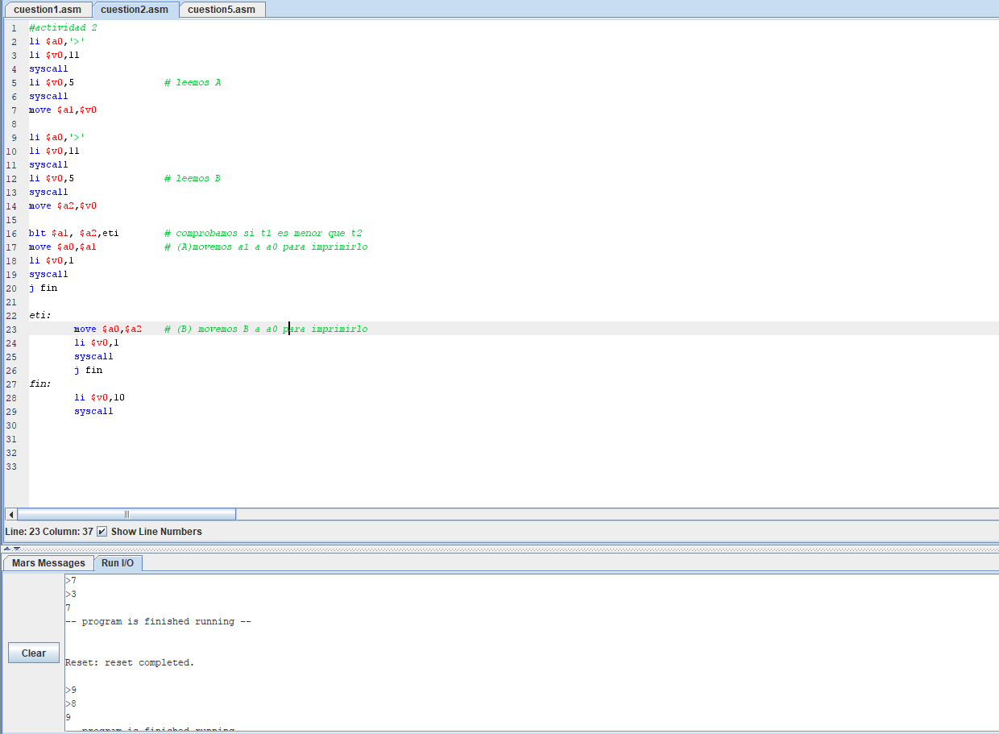 cuestion1.asm cuestion2.asm cuestion5.asm
1 #actividad 2
2 li $a0,'>'
3 li $v0,11
4 syscall
5 li $v0,5 # leemos A
6 syscall
7 move $a1,$v0
8
9 li $a0,'>'
10 li $v0,11
11 syscall
12 li $v0,5 # leemos B
13 syscall
14 move $a2,$v0
15
16 blt $a1, $a2,eti # comprobamos si t1 es menor que t2
17 move $a0,$a1 # (A)movemos a1 a a0 para imprimirlo
18 li $v0,1
19 syscall
20 j fin
21
22 eti:
23 move $a0,$a2 # (B) movemos B a a0 para imprimirlo
24 li $v0,1
25 syscall
26 j fin
27 fin:
28 li $v0,10
29 syscall
30
31
32
33
Line: 23 Column: 37 Show Line Numbers
Mars Messages Run I/O
>7
>3
7
-- program is finished running --
Clear
Reset: reset completed.
>9
>8
9
-- program is finished running --